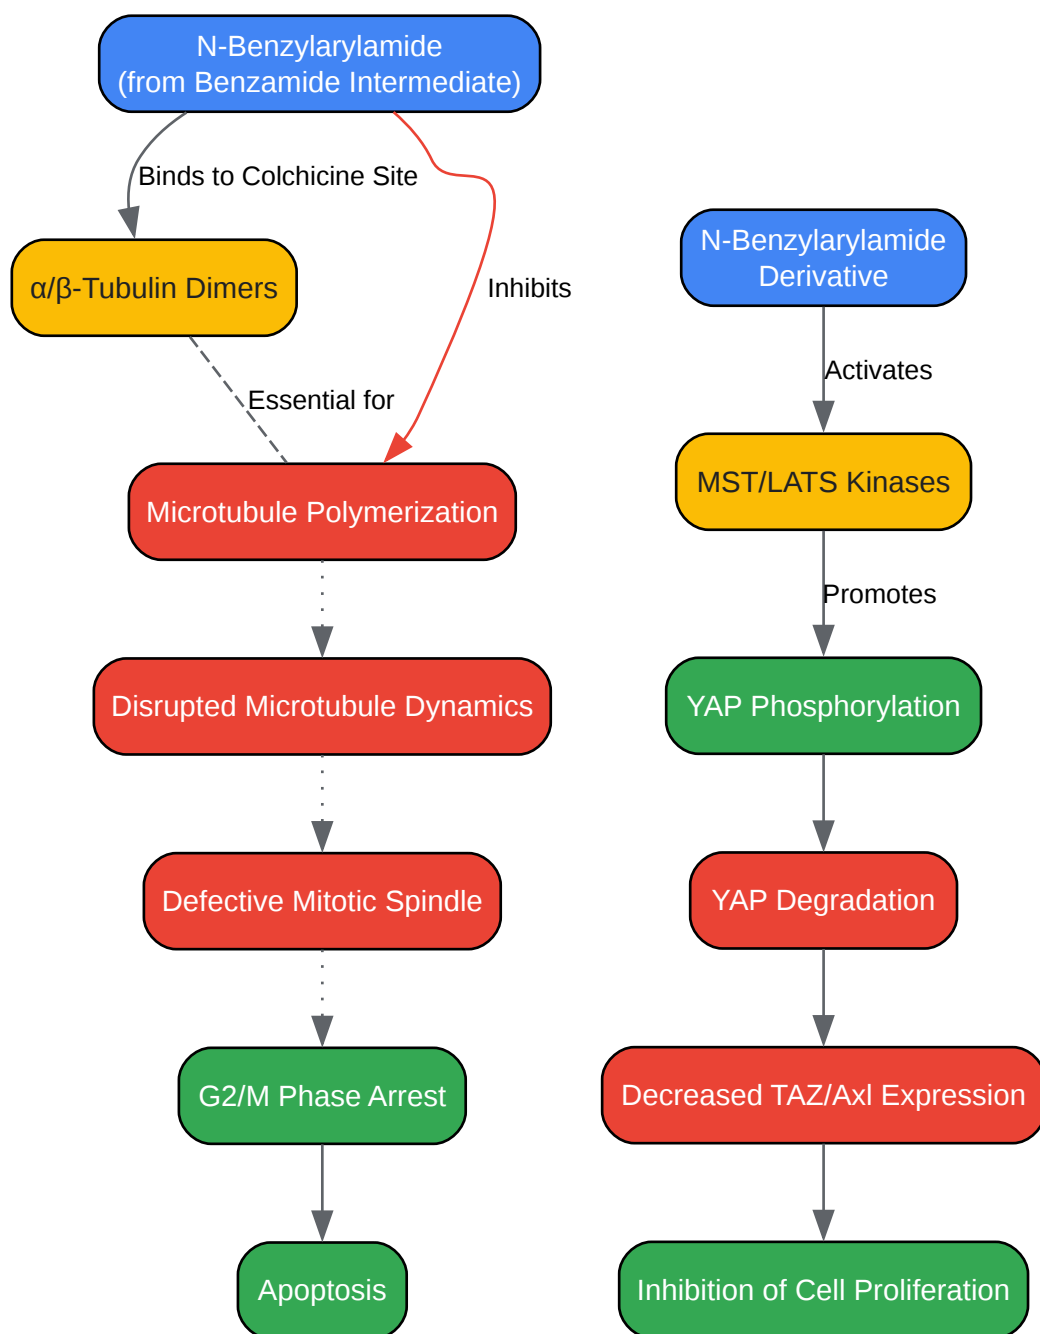 N-Benzylarylamide
(from Benzamide Intermediate)
Binds to Colchicine Site
α/β-Tubulin Dimers
Inhibits
Essential for
Microtubule Polymerization
Disrupted Microtubule Dynamics
Defective Mitotic Spindle
G2/M Phase Arrest
Apoptosis
N-Benzylarylamide
Derivative
Activates
MST/LATS Kinases
Promotes
YAP Phosphorylation
YAP Degradation
Decreased TAZ/Axl Expression
Inhibition of Cell Proliferation